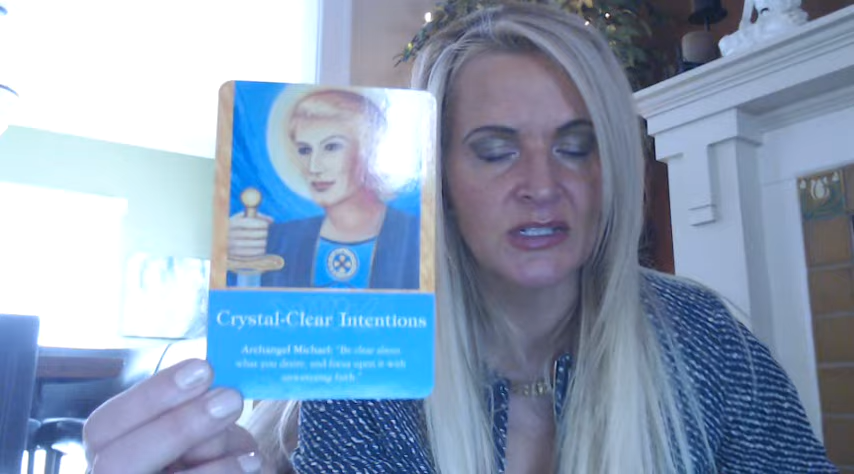 Crystal-Clear Intentions
Archangel Michael: "Be clear about
what you desire, and focus upon it with
unwavering faith."